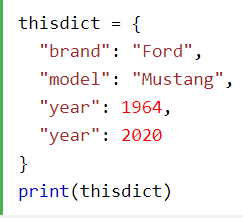 thisdict = {
  "brand": "Ford",
  "model": "Mustang",
  "year": 1964,
  "year": 2020
}
print(thisdict)